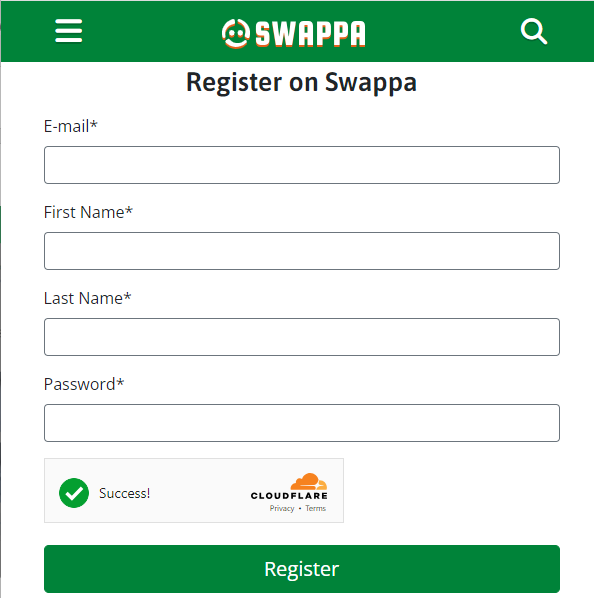 SWAPPA
Register on Swappa
E-mail*
First Name*
Last Name*
Password*
Success!
CLOUDFLARE
Privacy • Terms
Register